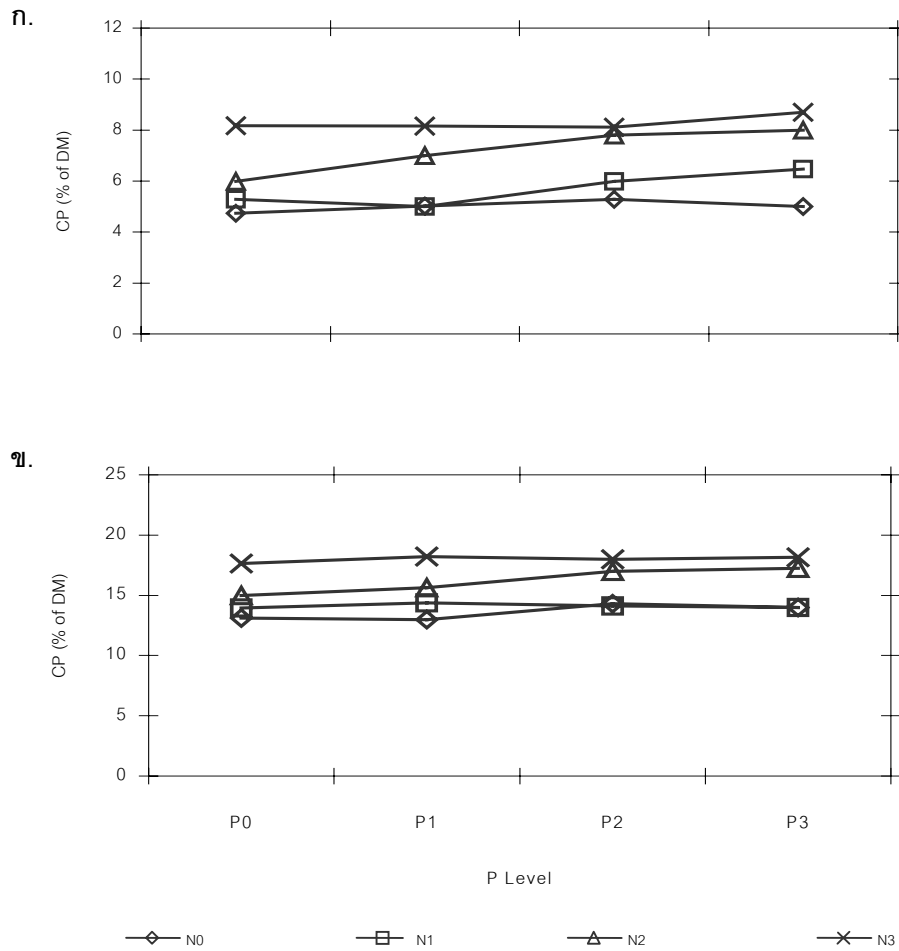 ก.
12
10
8
6
4
2
0
CP (% of DM)
ข.
25
20
15
10
5
0
CP (% of DM)
P0 P1 P2 P3
P Level
N0 N1 N2 N3